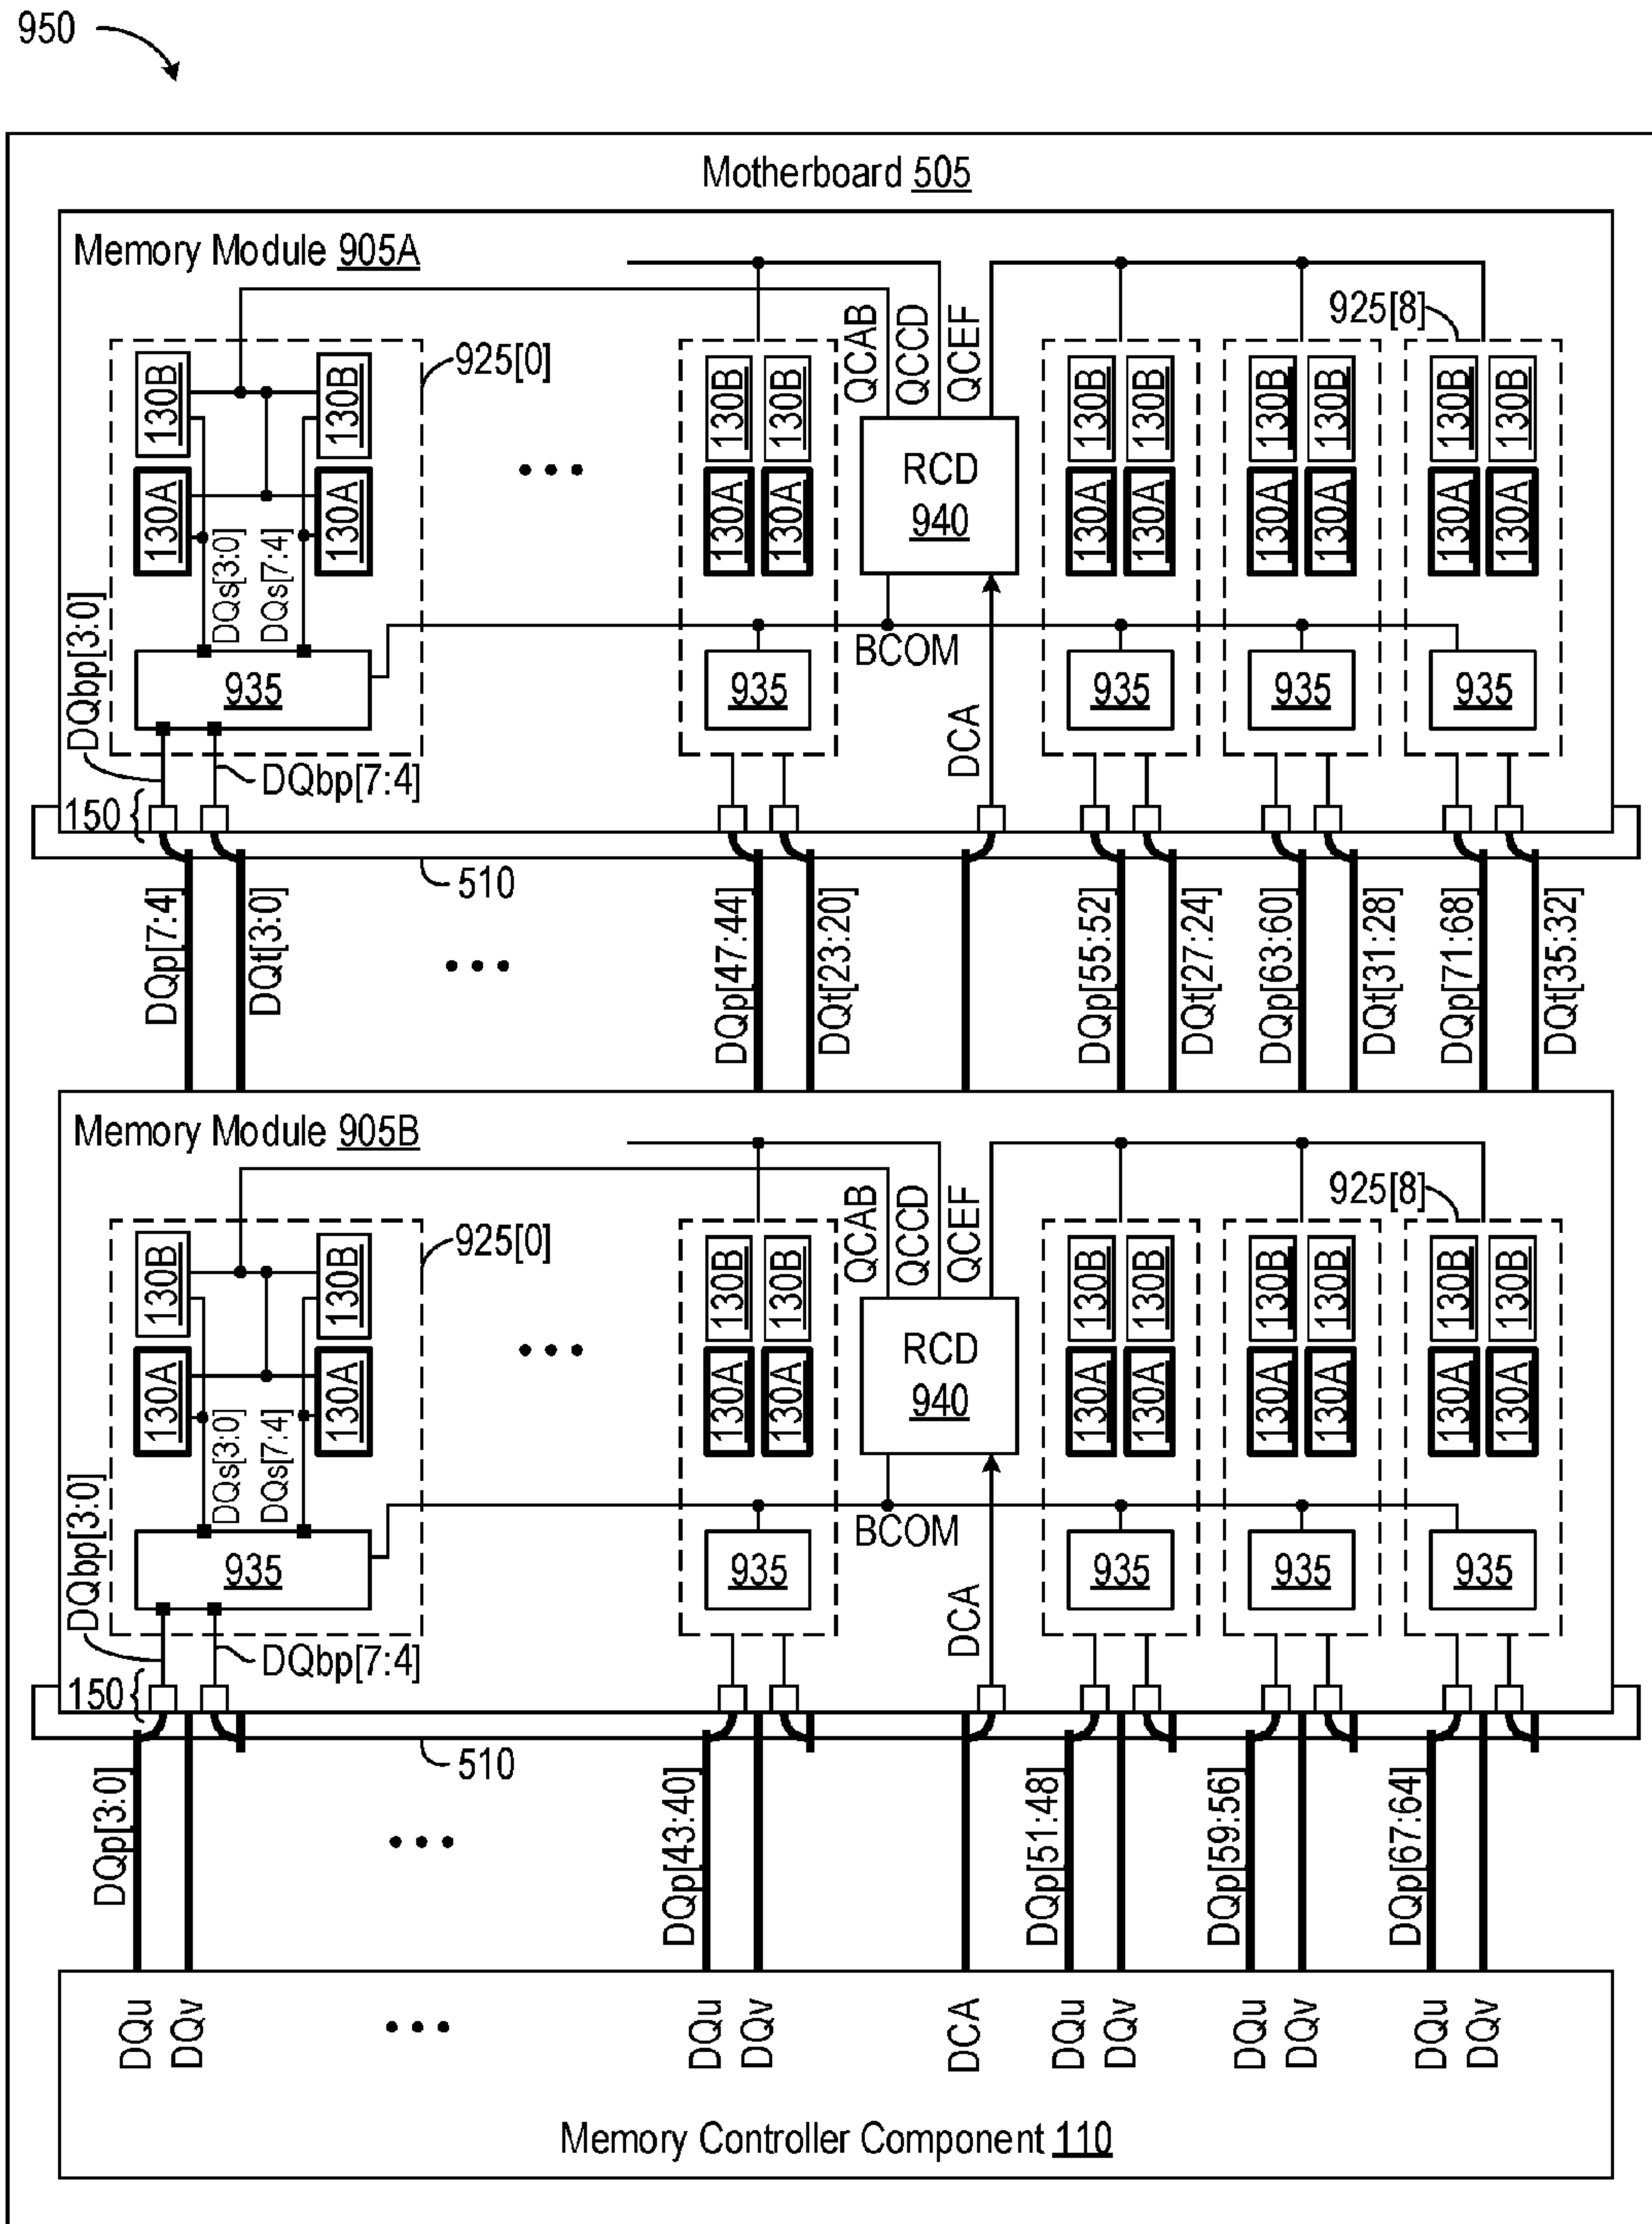 950
Motherboard 505
Memory Module 905A
QCAB
QCCD
QCEF
925[8]
925[0]
130B
130B
130B
130B
130B
130B
130B
130B
130B
130B
130A
130A
130A
130A
130A
130A
130A
130A
130A
130A
RCD
940
• • •
DQs[3:0]
DQs[7:4]
DQbp[3:0]
BCOM
935
935
935
935
935
DCA
DQbp[7:4]
150
510
DQp[7:4]
DQt[3:0]
• • •
DQp[47:44]
DQt[23:20]
DQp[55:52]
DQt[27:24]
DQp[63:60]
DQt[31:28]
DQp[71:68]
DQt[35:32]
Memory Module 905B
QCAB
QCCD
QCEF
925[8]
925[0]
130B
130B
130B
130B
130B
130B
130B
130B
130B
130B
130A
130A
130A
130A
130A
130A
130A
130A
130A
130A
RCD
940
• • •
DQs[3:0]
DQs[7:4]
DQbp[3:0]
BCOM
935
935
935
935
935
DCA
DQbp[7:4]
150
510
DQp[3:0]
• • •
DQp[43:40]
DQp[51:48]
DQp[59:56]
DQp[67:64]
DQu
DQv
• • •
DQu
DQv
DCA
DQu
DQv
DQu
DQv
DQu
DQv
Memory Controller Component 110